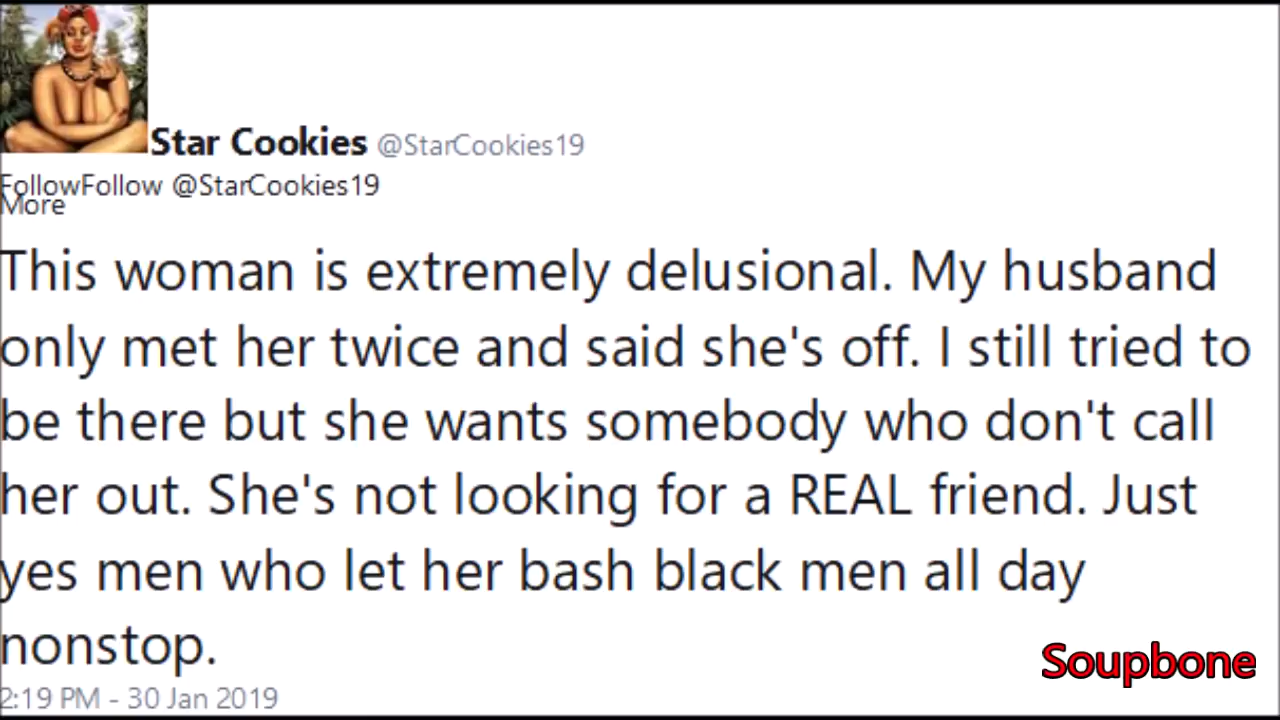 Star Cookies @StarCookies19
FollowFollow @StarCookies19
More
This woman is extremely delusional. My husband
only met her twice and said she's off. I still tried to
be there but she wants somebody who don't call
her out. She's not looking for a REAL friend. Just
yes men who let her bash black men all day
nonstop.
Soupbone
2:19 PM - 30 Jan 2019